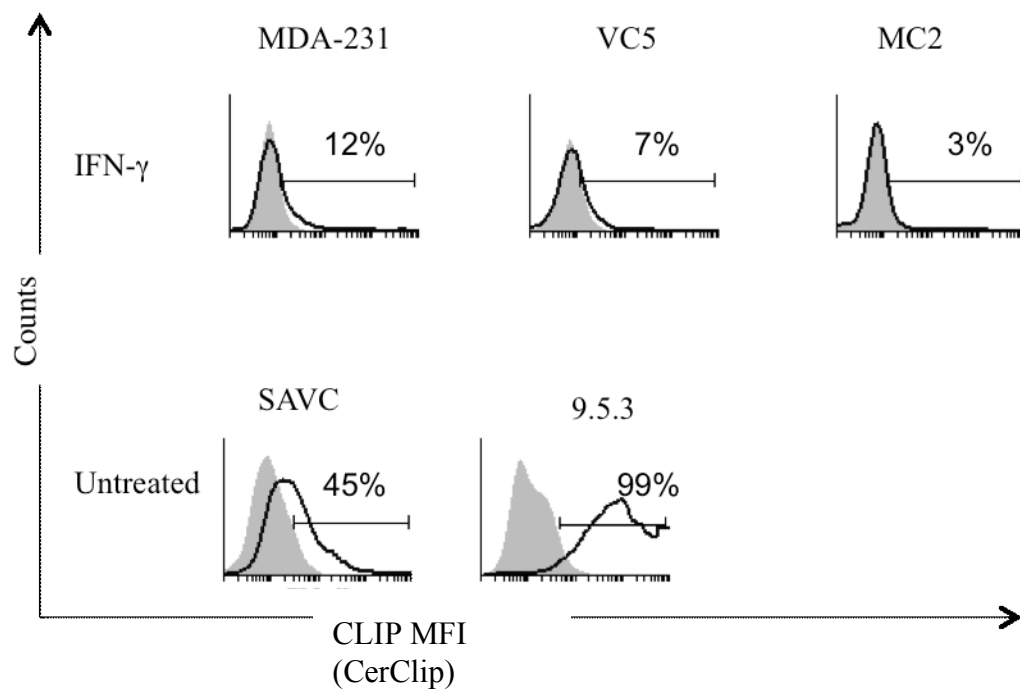 MDA-231
VC5
MC2
IFN-γ
12%
7%
3%
Counts
SAVC
9.5.3
Untreated
45%
99%
CLIP MFI
(CerClip)